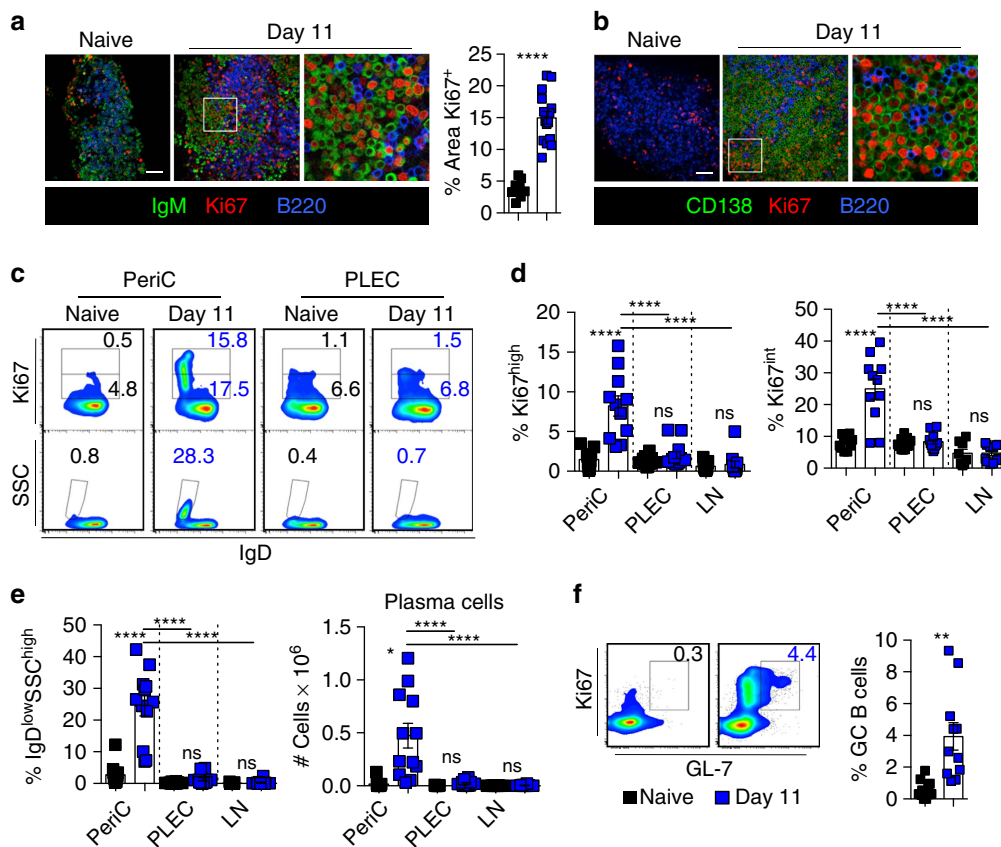 a
Naive Day 11
IgM Ki67 B220
% Area Ki67+
25
20
15
10
5
0
****
b
Naive Day 11
CD138 Ki67 B220
c
PeriC PLEC
Naive Day 11 Naive Day 11
Ki67
0.5 15.8 1.1 1.5
4.8 17.5 6.6 6.8
SSC
0.8 28.3 0.4 0.7
IgD
d
% Ki67high
20
15
10
5
0
****
****
****
ns
ns
PeriC PLEC LN
% Ki67int
50
40
30
20
10
0
****
****
****
ns
ns
PeriC PLEC LN
e
% IgDlowSSChigh
50
40
30
20
10
0
****
**** ****
ns
ns
PeriC PLEC LN
Plasma cells
# Cells × 106
1.5
1.0
0.5
0.0
****
****
*
ns
ns
PeriC PLEC LN
f
Ki67
0.3 4.4
GL-7
Naive Day 11
% GC B cells
10
8
6
4
2
0
**